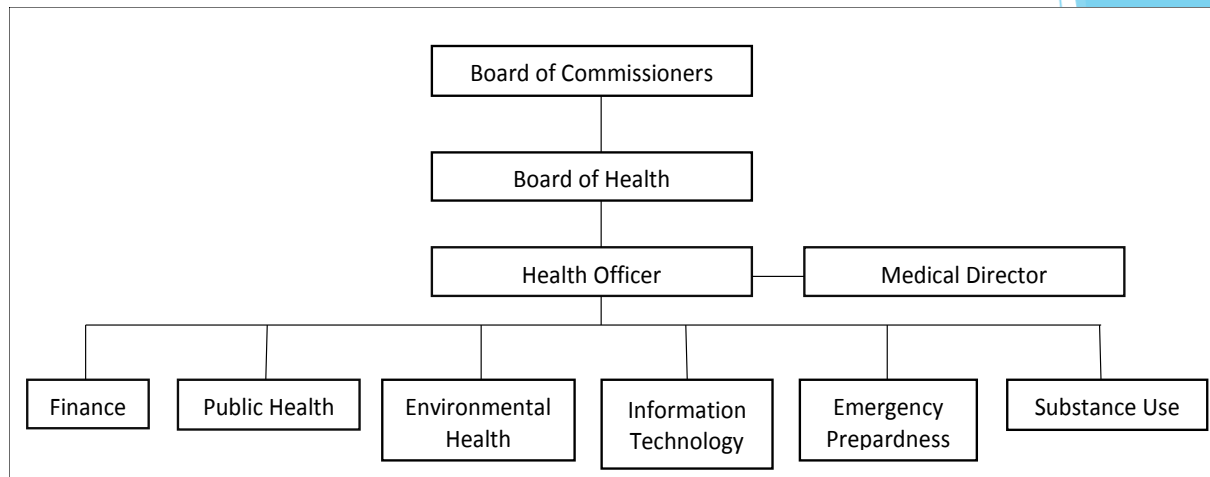 Board of Commissioners
Board of Health
Health Officer
Medical Director
Finance
Public Health
Environmental
Health
Information
Technology
Emergency
Prepardness
Substance Use